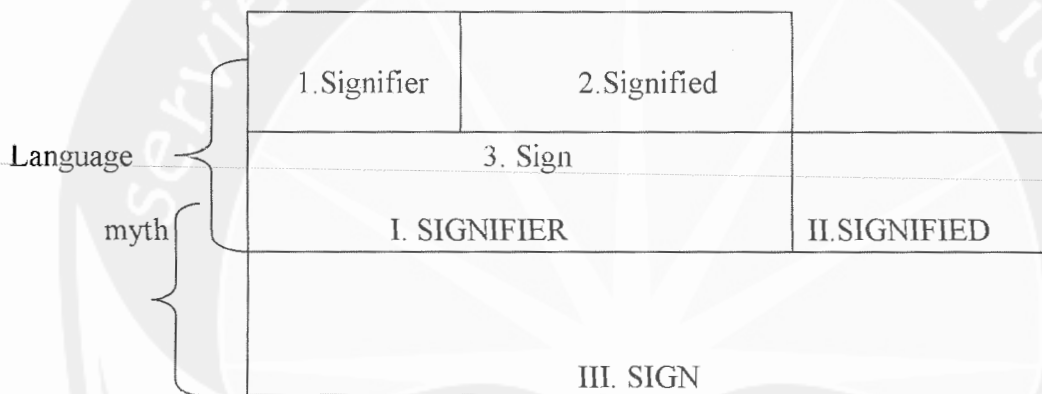 1.Signifier 2.Signified
Language 3. Sign
myth I. SIGNIFIER II.SIGNIFIED
III. SIGN